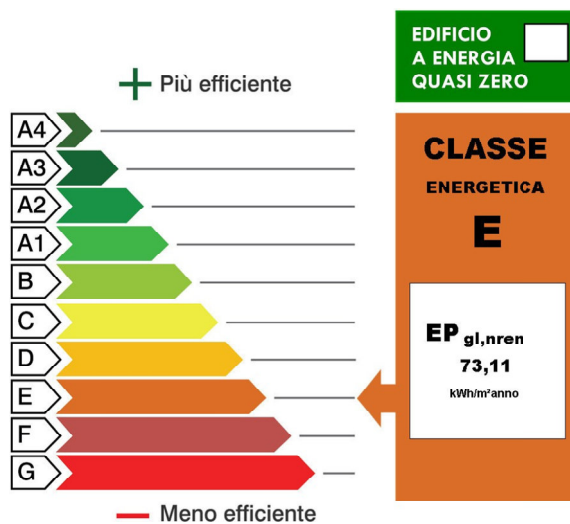 EDIFICIO
A ENERGIA
QUASI ZERO
+ Più efficiente
A4
A3
A2
A1
B
C
D
E
F
G
— Meno efficiente
CLASSE
ENERGETICA
E
EP gl,nren
73,11
kWh/m²anno